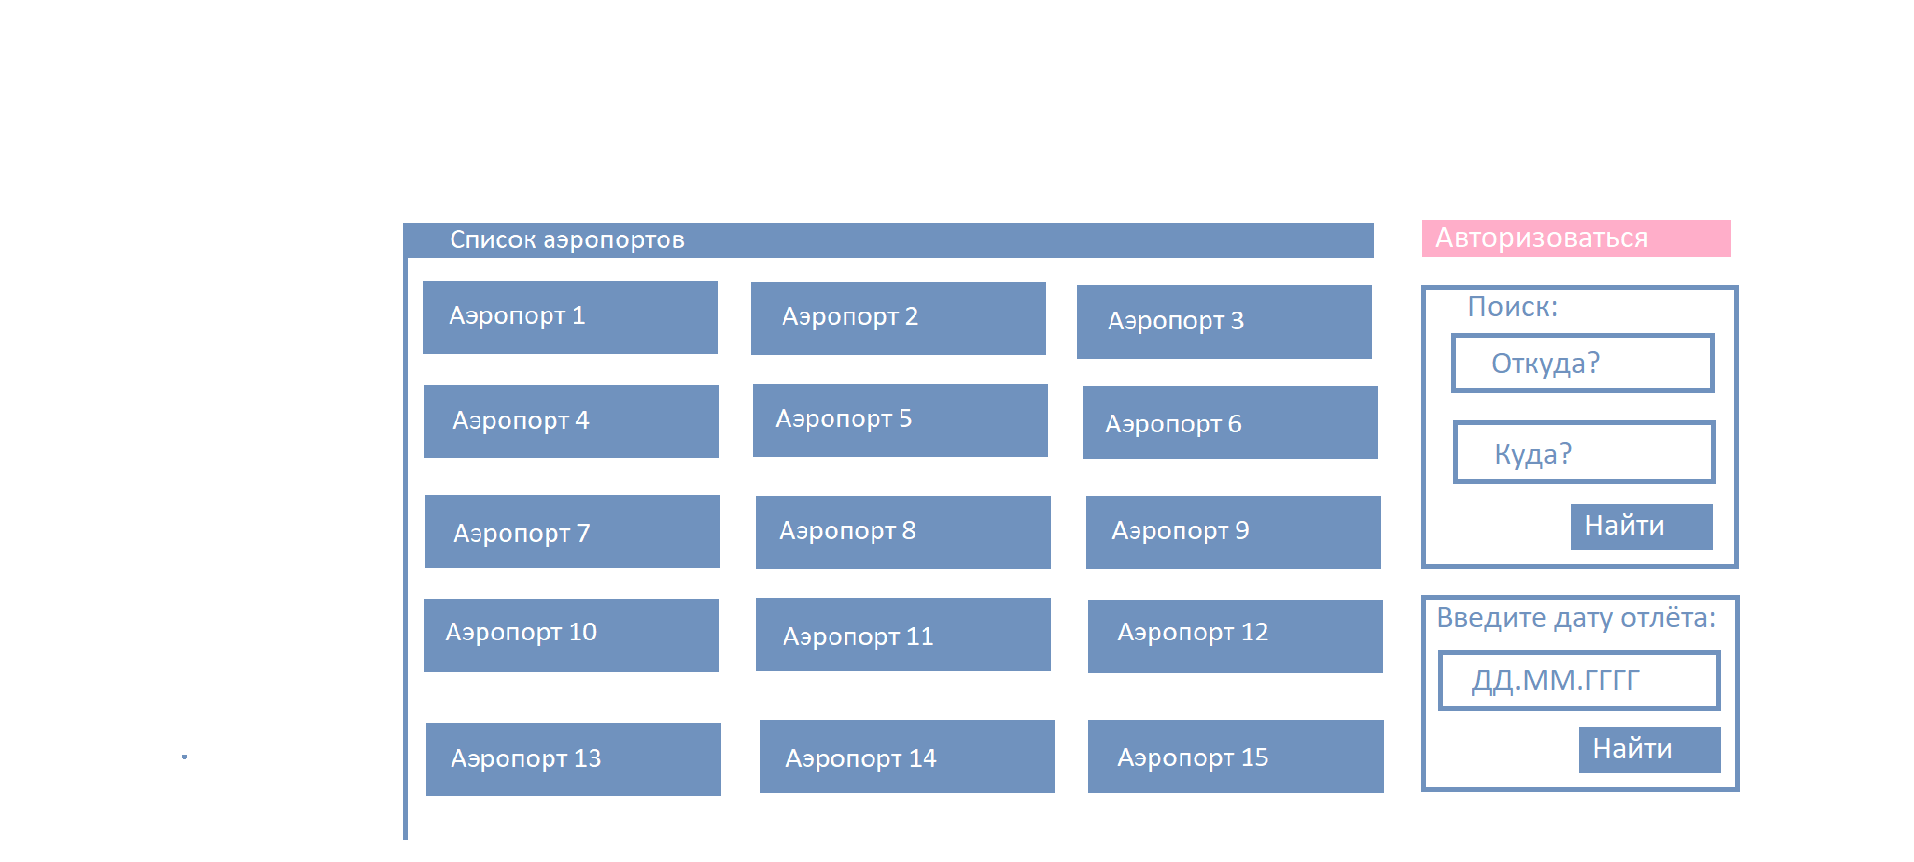 Список аэропортов
Авторизоваться
Аэропорт 1
Аэропорт 2
Аэропорт 3
Аэропорт 4
Аэропорт 5
Аэропорт 6
Аэропорт 7
Аэропорт 8
Аэропорт 9
Аэропорт 10
Аэропорт 11
Аэропорт 12
Аэропорт 13
Аэропорт 14
Аэропорт 15
Поиск:
Откуда?
Куда?
Найти
Введите дату отлёта:
ДД.ММ.ГГГГ
Найти